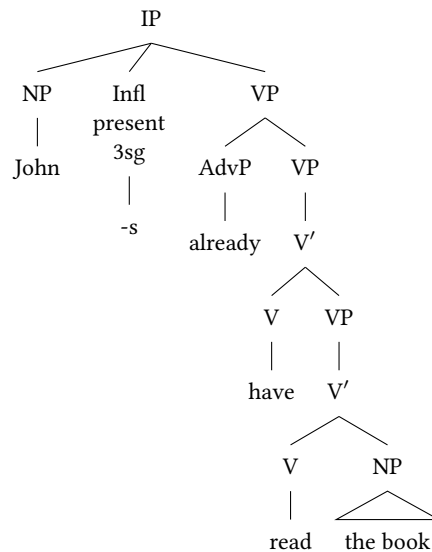 IP
NP Infl VP
present
3sg
John AdvP VP
-s already V′
V VP
have V′
V NP
read the book